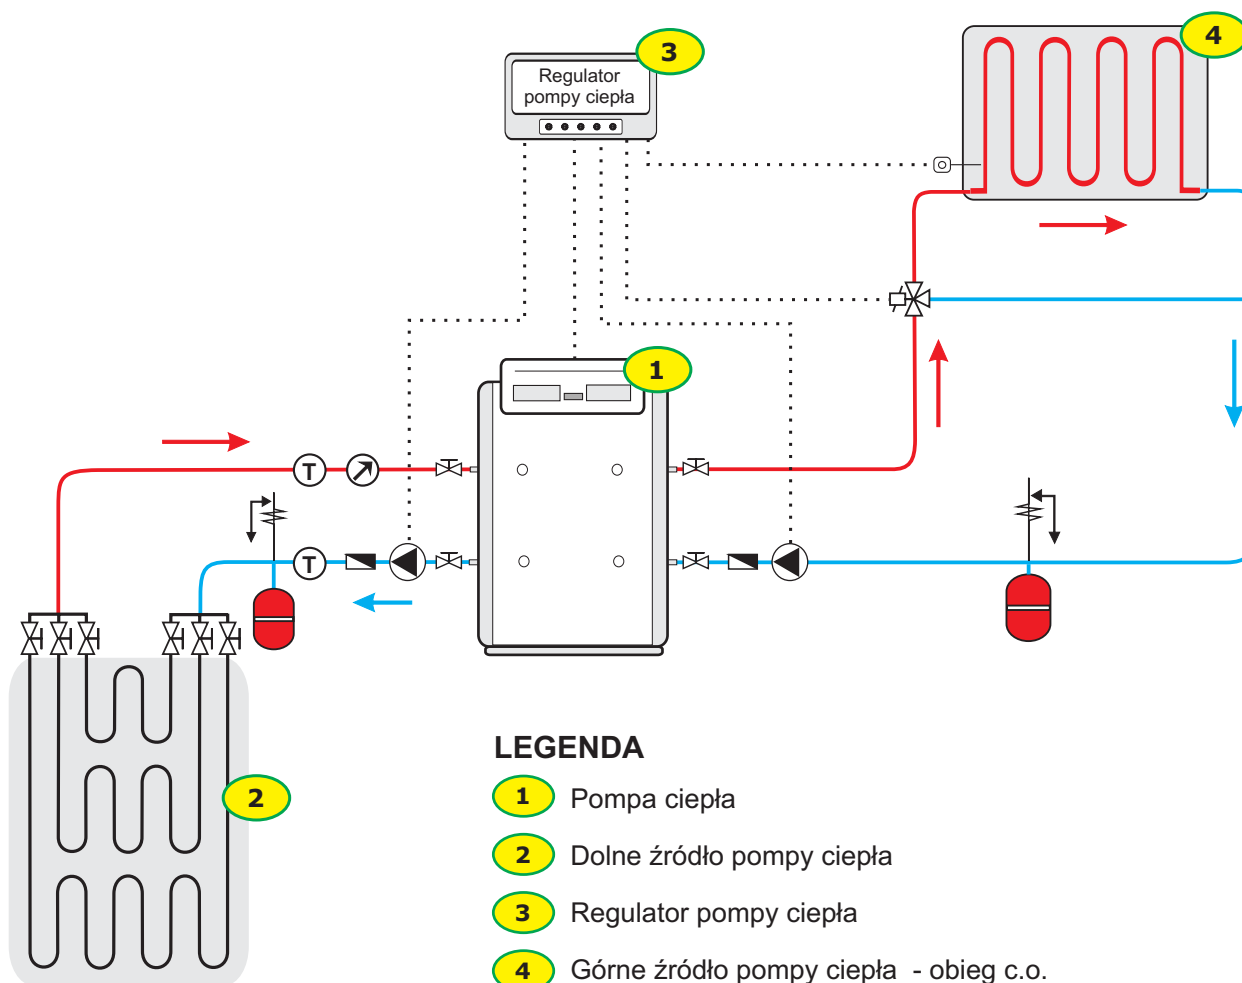 3
4
Regulator
pompy ciepła
1
T
T
2
LEGENDA
1 Pompa ciepła
2 Dolne źródło pompy ciepła
3 Regulator pompy ciepła
4 Górne źródło pompy ciepła - obieg c.o.